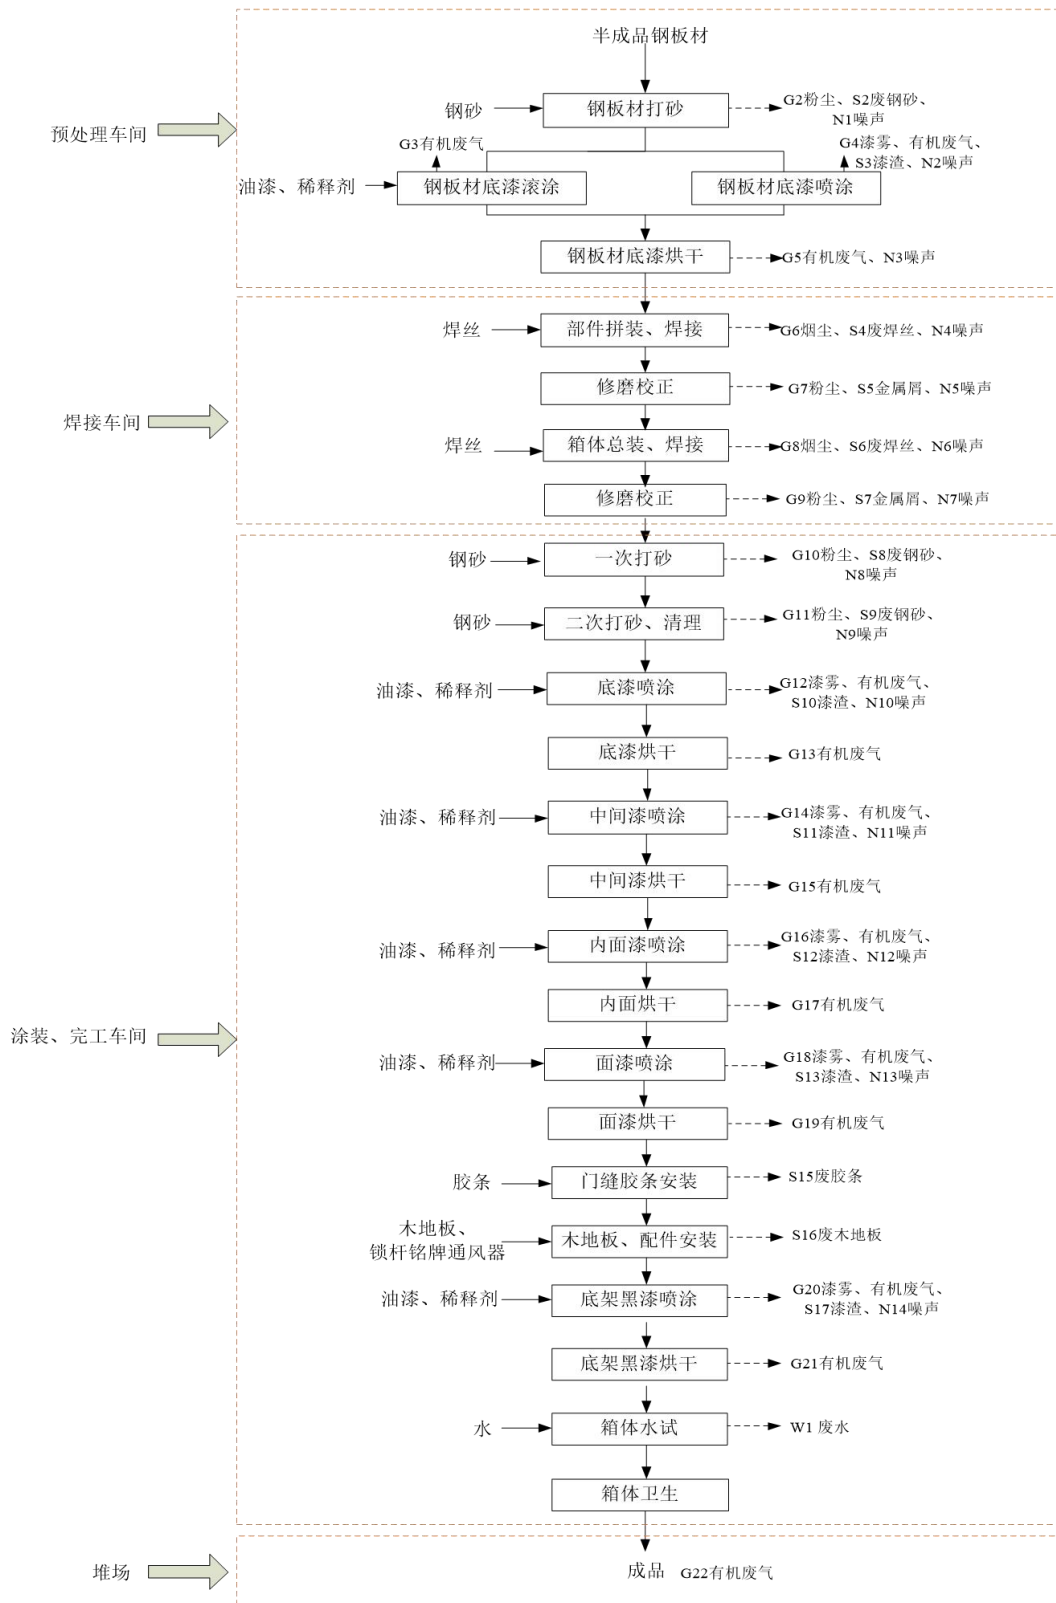 半成品钢板材
钢砂
钢板材打砂
G2粉尘、S2废钢砂、
N1噪声
预处理车间
G3有机废气
G4漆雾、有机废气、
S3漆渣、N2噪声
油漆、稀释剂
钢板材底漆滚涂
钢板材底漆喷涂
钢板材底漆烘干
G5有机废气、N3噪声
焊丝
部件拼装、焊接
G6烟尘、S4废焊丝、N4噪声
修磨校正
G7粉尘、S5金属屑、N5噪声
焊接车间
焊丝
箱体总装、焊接
G8烟尘、S6废焊丝、N6噪声
修磨校正
G9粉尘、S7金属屑、N7噪声
钢砂
一次打砂
G10粉尘、S8废钢砂、
N8噪声
钢砂
二次打砂、清理
G11粉尘、S9废钢砂、
N9噪声
油漆、稀释剂
底漆喷涂
G12漆雾、有机废气、
S10漆渣、N10噪声
底漆烘干
G13有机废气
油漆、稀释剂
中间漆喷涂
G14漆雾、有机废气、
S11漆渣、N11噪声
中间漆烘干
G15有机废气
油漆、稀释剂
内面漆喷涂
G16漆雾、有机废气、
S12漆渣、N12噪声
内面烘干
G17有机废气
涂装、完工车间
油漆、稀释剂
面漆喷涂
G18漆雾、有机废气、
S13漆渣、N13噪声
面漆烘干
G19有机废气
胶条
门缝胶条安装
S15废胶条
木地板、
锁杆铭牌通风器
木地板、配件安装
S16废木地板
油漆、稀释剂
底架黑漆喷涂
G20漆雾、有机废气、
S17漆渣、N14噪声
底架黑漆烘干
G21有机废气
水
箱体水试
W1 废水
箱体卫生
堆场
成品
G22有机废气